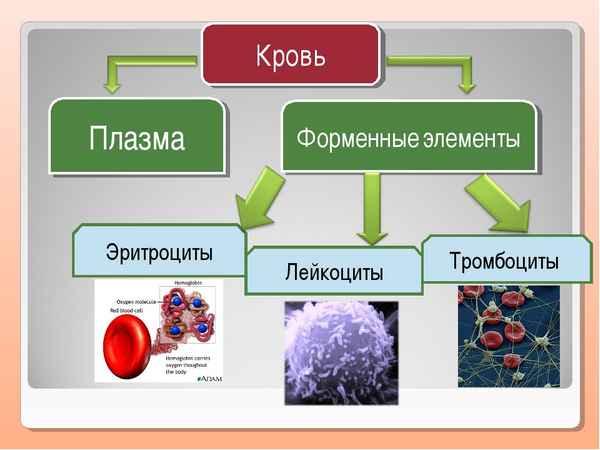 Кровь
Плазма
Форменные элементы
Эритроциты
Лейкоциты
Тромбоциты
Hemoglobin
Oxygen molecule
Red blood cell
Hemoglobin carries
oxygen thoughout
the body
ADAM